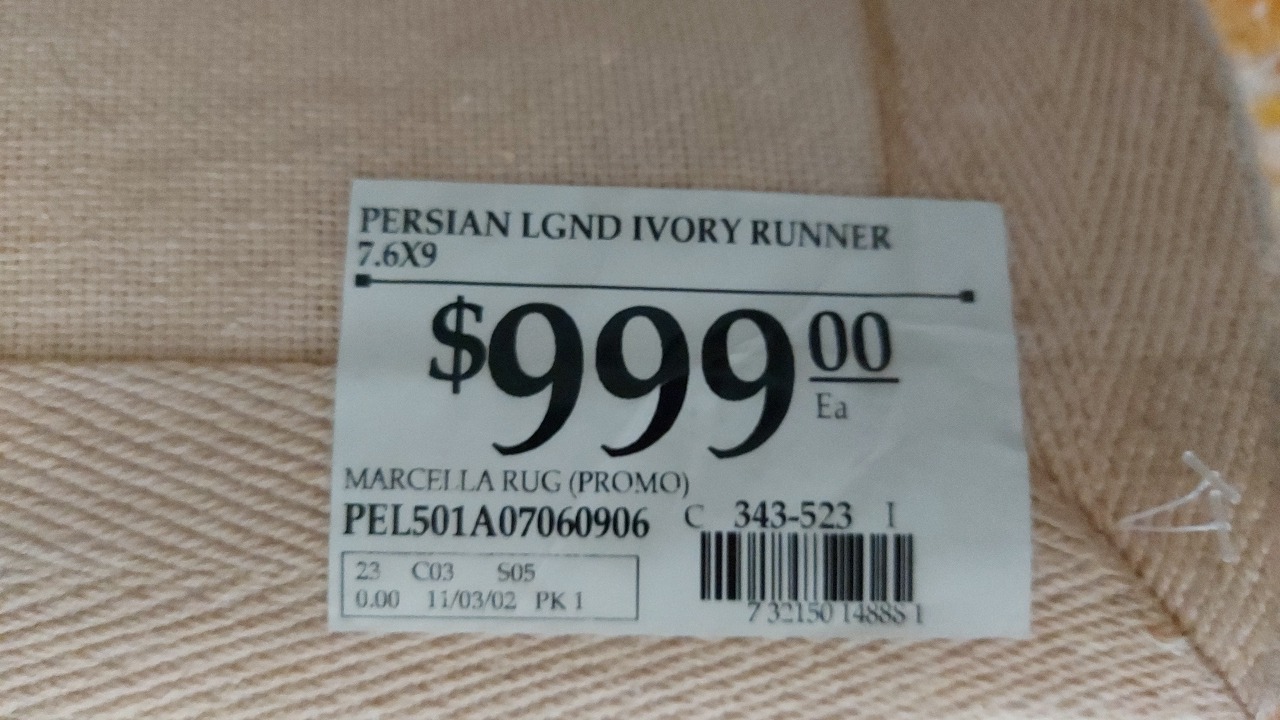 PERSIAN LGND IVORY RUNNER
7.6X9
$999 00
Ea
MARCELLA RUG (PROMO)
PEL501A07060906 C 343-523 I
23 C03 S05
0.00 11/03/02 PK 1
7 32150 14888 1